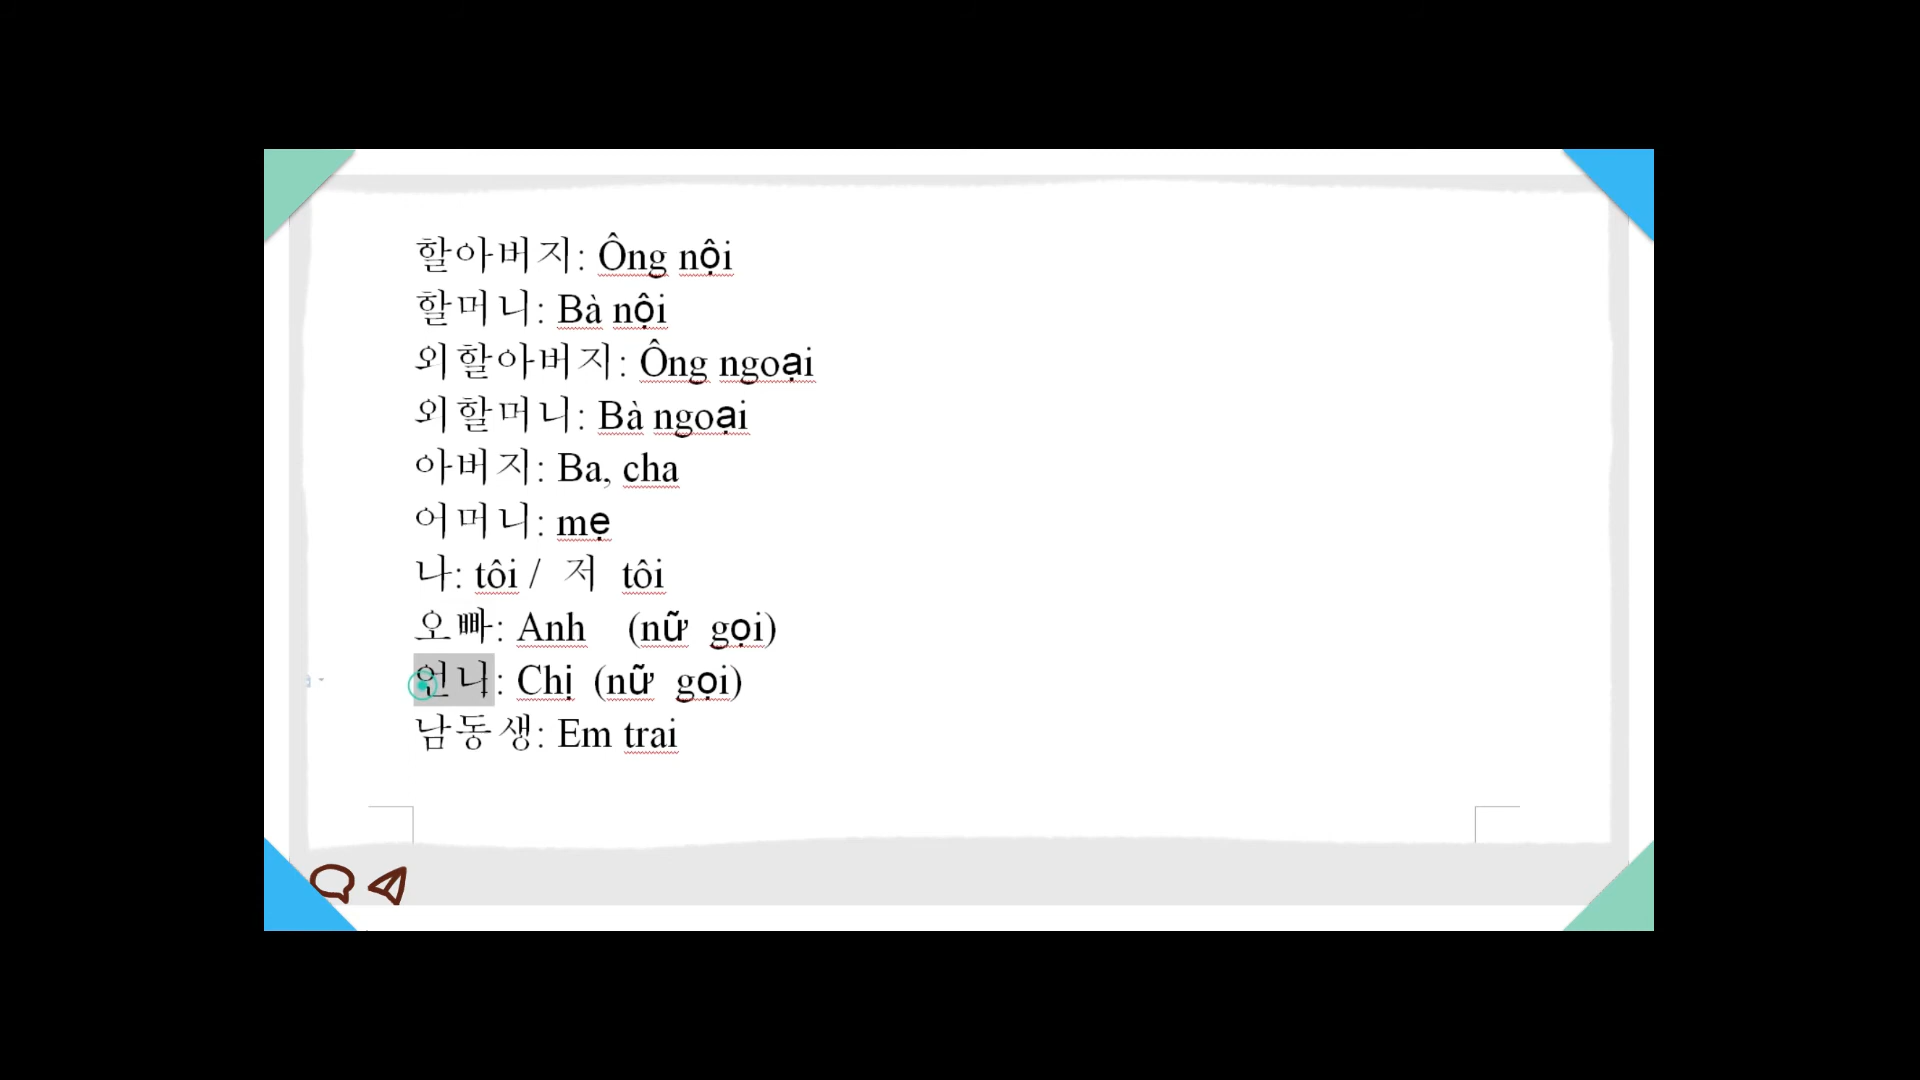 할아버지: Ông nội
할머니: Bà nội
외할아버지: Ông ngoại
외할머니: Bà ngoại
아버지: Ba, cha
어머니: mẹ
나: tôi / 저 tôi
오빠: Anh (nữ gọi)
언니: Chị (nữ gọi)
남동생: Em trai